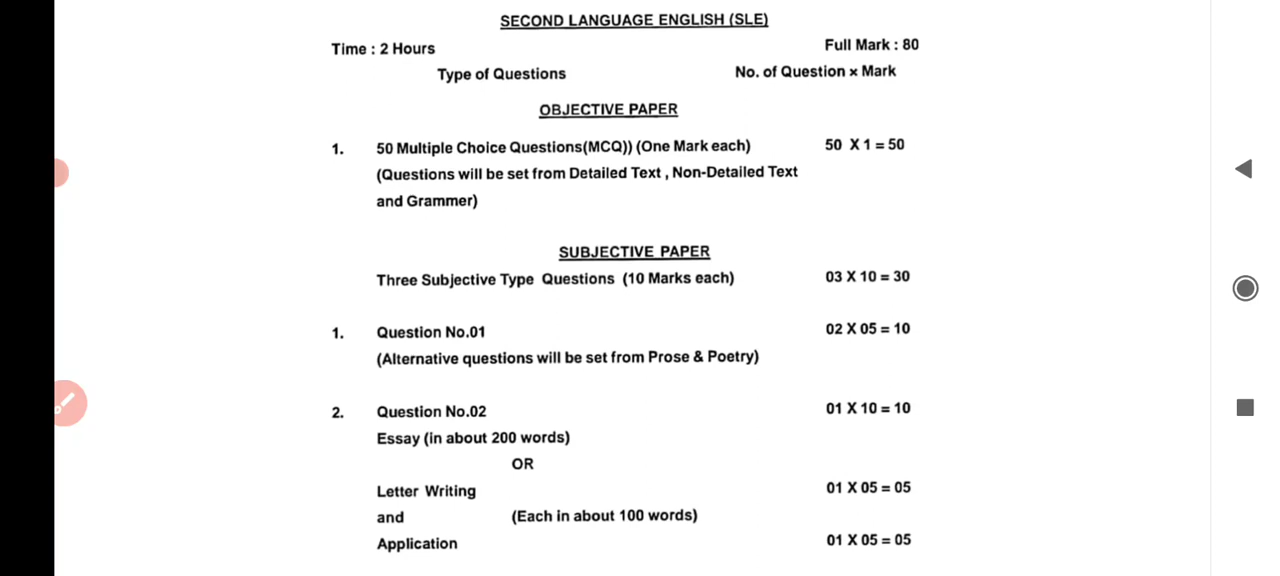 SECOND LANGUAGE ENGLISH (SLE)
Time : 2 Hours Full Mark : 80
Type of Questions No. of Question × Mark
OBJECTIVE PAPER
1. 50 Multiple Choice Questions(MCQ)) (One Mark each) 50 X 1 = 50
(Questions will be set from Detailed Text , Non-Detailed Text
and Grammer)
SUBJECTIVE PAPER
Three Subjective Type Questions (10 Marks each) 03 X 10 = 30
1. Question No.01 02 X 05 = 10
(Alternative questions will be set from Prose & Poetry)
2. Question No.02 01 X 10 = 10
Essay (in about 200 words)
OR
Letter Writing 01 X 05 = 05
and (Each in about 100 words)
Application 01 X 05 = 05